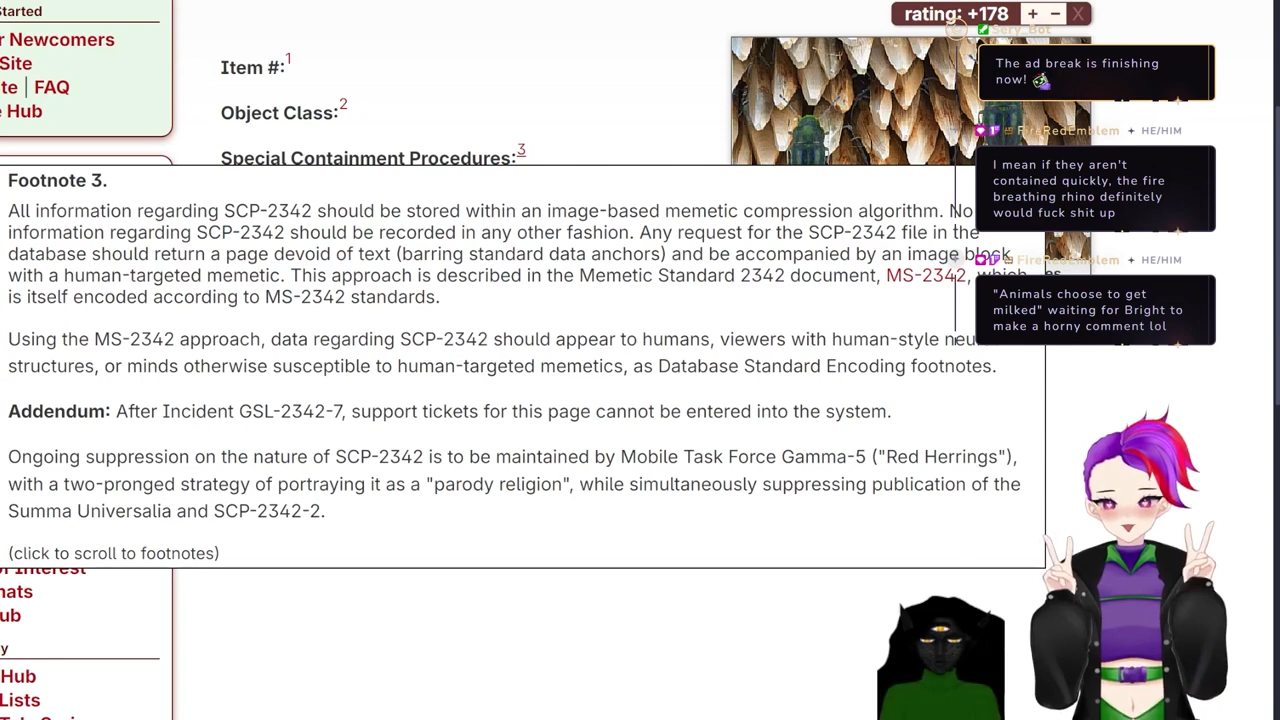 Started
r Newcomers
Site
te | FAQ
e Hub
rating: +178 + − X
Item #:1
Object Class:2
Special Containment Procedures:3
Footnote 3.
All information regarding SCP-2342 should be stored within an image-based memetic compression algorithm. No
information regarding SCP-2342 should be recorded in any other fashion. Any request for the SCP-2342 file in the
database should return a page devoid of text (barring standard data anchors) and be accompanied by an image block
with a human-targeted memetic. This approach is described in the Memetic Standard 2342 document, MS-2342, which
is itself encoded according to MS-2342 standards.
Using the MS-2342 approach, data regarding SCP-2342 should appear to humans, viewers with human-style neu
structures, or minds otherwise susceptible to human-targeted memetics, as Database Standard Encoding footnotes.
Addendum: After Incident GSL-2342-7, support tickets for this page cannot be entered into the system.
Ongoing suppression on the nature of SCP-2342 is to be maintained by Mobile Task Force Gamma-5 ("Red Herrings"),
with a two-pronged strategy of portraying it as a "parody religion", while simultaneously suppressing publication of the
Summa Universalia and SCP-2342-2.
(click to scroll to footnotes)
Sery_Bot
The ad break is finishing
now!
FireRedEmblem HE/HIM
I mean if they aren't
contained quickly, the fire
breathing rhino definitely
would fuck shit up
FireRedEmblem HE/HIM
"Animals choose to get
milked" waiting for Bright to
make a horny comment lol
of Interest
mats
ub
y
Hub
Lists